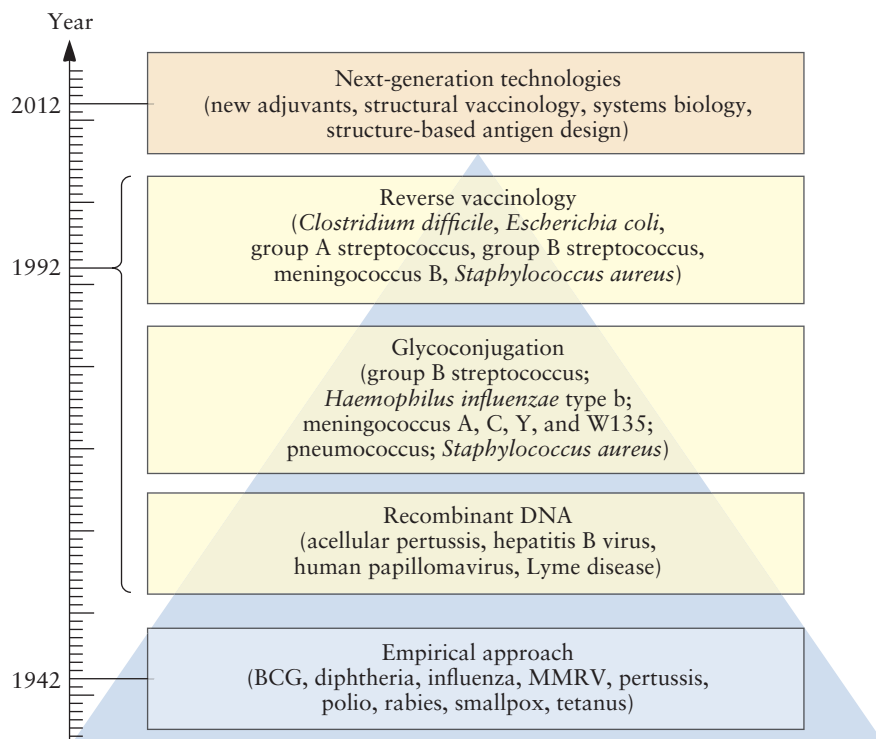 Year
2012
Next-generation technologies
(new adjuvants, structural vaccinology, systems biology,
structure-based antigen design)
Reverse vaccinology
(Clostridium difficile, Escherichia coli,
group A streptococcus, group B streptococcus,
meningococcus B, Staphylococcus aureus)
1992
Glycoconjugation
(group B streptococcus;
Haemophilus influenzae type b;
meningococcus A, C, Y, and W135;
pneumococcus; Staphylococcus aureus)
Recombinant DNA
(acellular pertussis, hepatitis B virus,
human papillomavirus, Lyme disease)
1942
Empirical approach
(BCG, diphtheria, influenza, MMRV, pertussis,
polio, rabies, smallpox, tetanus)